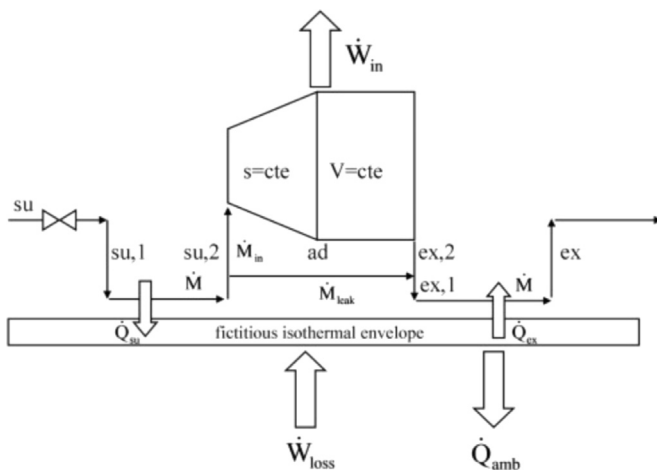 Ẇin
s=cte
V=cte
su
su,1
su,2
Ṁin
ad
ex,2
ex
Ṁ
Ṁleak
ex,1
Ṁ
Q̇su
fictitious isothermal envelope
Q̇ex
Ẇloss
Q̇amb